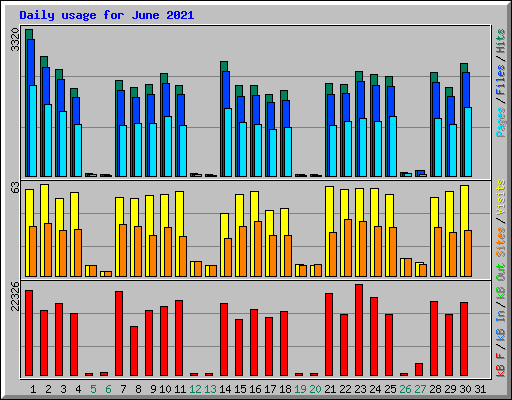 Daily usage for June 2021
3320
Pages / Files / Hits
63
Sites / Visits
22326
kB F / kB In / kB Out
1 2 3 4 5 6 7 8 9 10 11 12 13 14 15 16 17 18 19 20 21 22 23 24 25 26 27 28 29 30 31